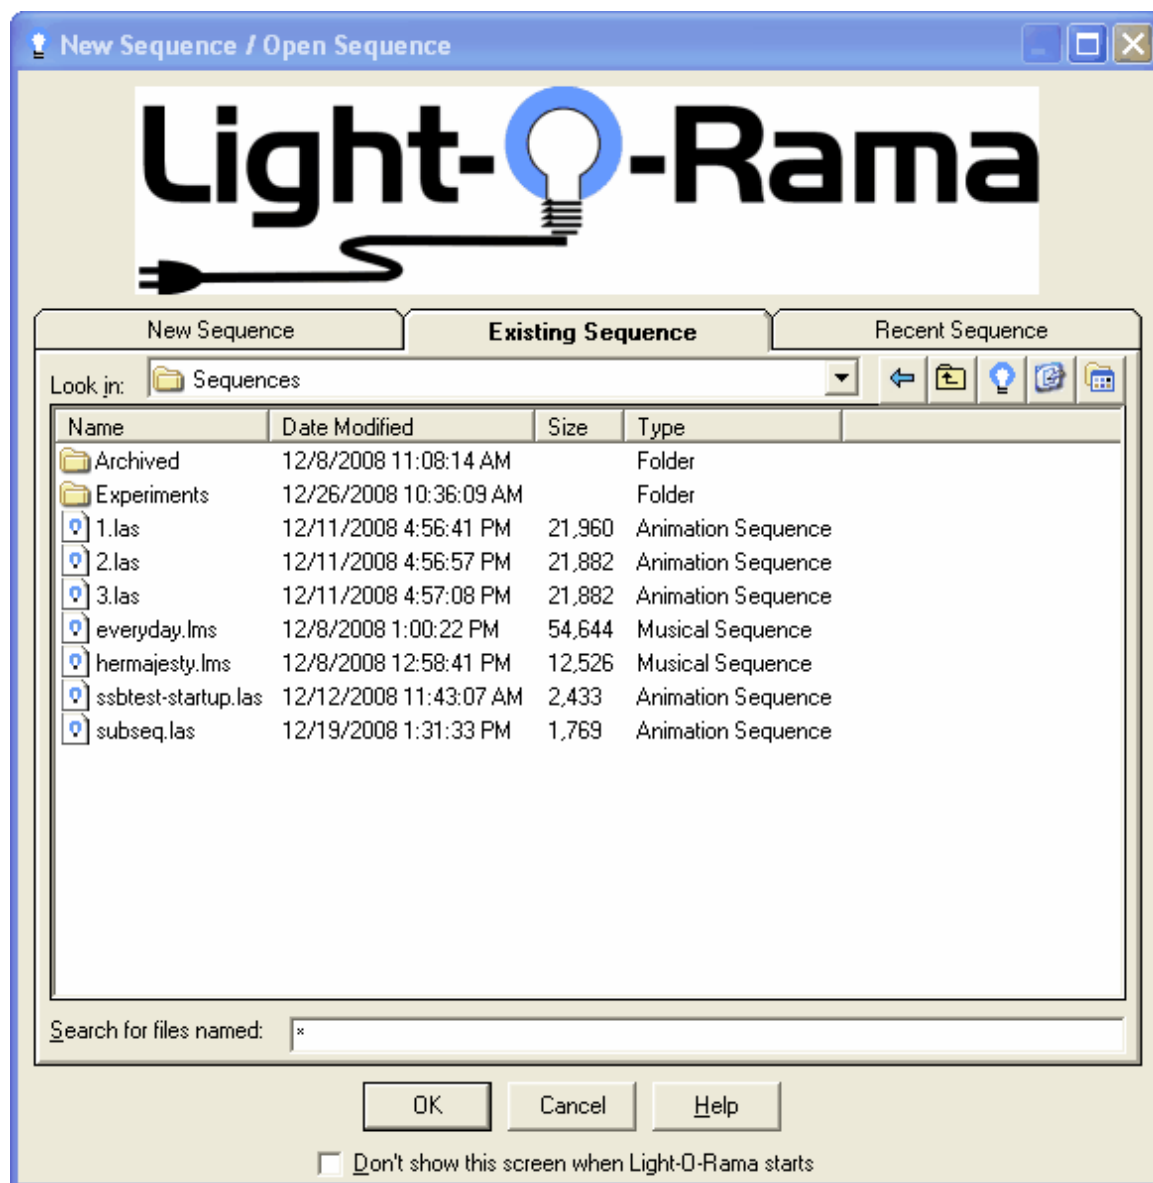 New Sequence / Open Sequence
Light-O-Rama
New Sequence Existing Sequence Recent Sequence
Look in: Sequences
Name Date Modified Size Type
Archived 12/8/2008 11:08:14 AM Folder
Experiments 12/26/2008 10:36:09 AM Folder
1.las 12/11/2008 4:56:41 PM 21,960 Animation Sequence
2.las 12/11/2008 4:56:57 PM 21,882 Animation Sequence
3.las 12/11/2008 4:57:08 PM 21,882 Animation Sequence
everyday.lms 12/8/2008 1:00:22 PM 54,644 Musical Sequence
hermajesty.lms 12/8/2008 12:58:41 PM 12,526 Musical Sequence
ssbtest-startup.las 12/12/2008 11:43:07 AM 2,433 Animation Sequence
subseq.las 12/19/2008 1:31:33 PM 1,769 Animation Sequence
Search for files named: *
OK Cancel Help
Don't show this screen when Light-O-Rama starts